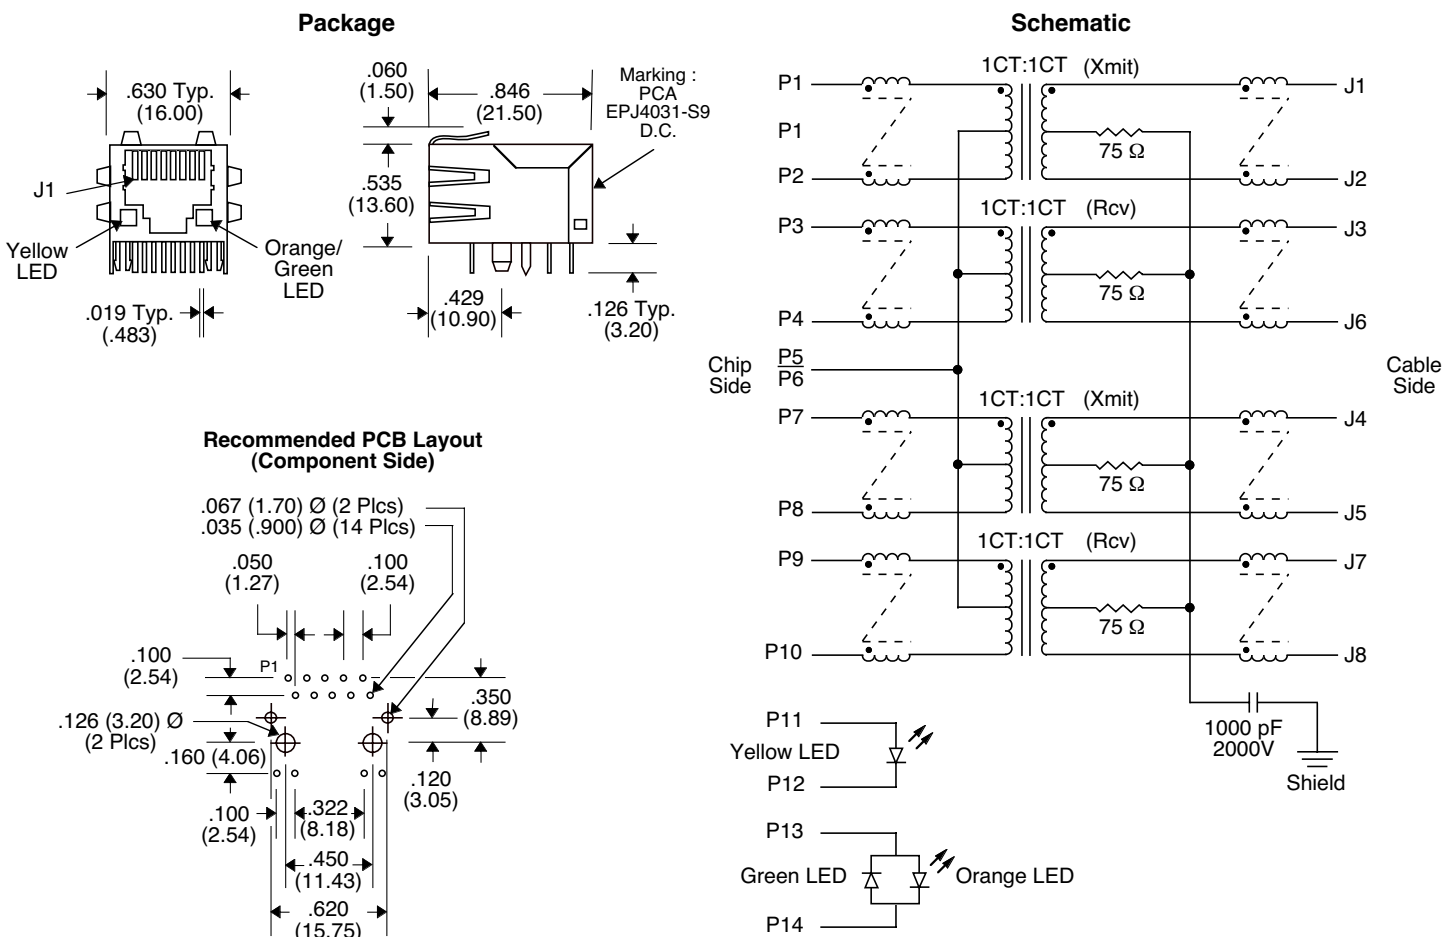 Package
.630 Typ.
(16.00)
J1
Yellow
LED
Orange/
Green
LED
.019 Typ.
(.483)
.060
(1.50)
.846
(21.50)
Marking :
PCA
EPJ4031-S9
D.C.
.535
(13.60)
.429
(10.90)
.126 Typ.
(3.20)
Recommended PCB Layout
(Component Side)
.067 (1.70) Ø (2 Plcs)
.035 (.900) Ø (14 Plcs)
.050
(1.27)
.100
(2.54)
.100
(2.54)
P1
.350
(8.89)
.126 (3.20) Ø
(2 Plcs)
.160 (4.06)
.120
(3.05)
.100
(2.54)
.322
(8.18)
.450
(11.43)
.620
(15.75)
Schematic
1CT:1CT (Xmit)
P1
J1
P1
75 Ω
P2
J2
1CT:1CT (Rcv)
P3
J3
75 Ω
P4
J6
Chip
Side
P5
P6
Cable
Side
1CT:1CT (Xmit)
P7
J4
75 Ω
P8
J5
1CT:1CT (Rcv)
P9
J7
75 Ω
P10
J8
1000 pF
2000V
Shield
P11
Yellow LED
P12
P13
Green LED
Orange LED
P14